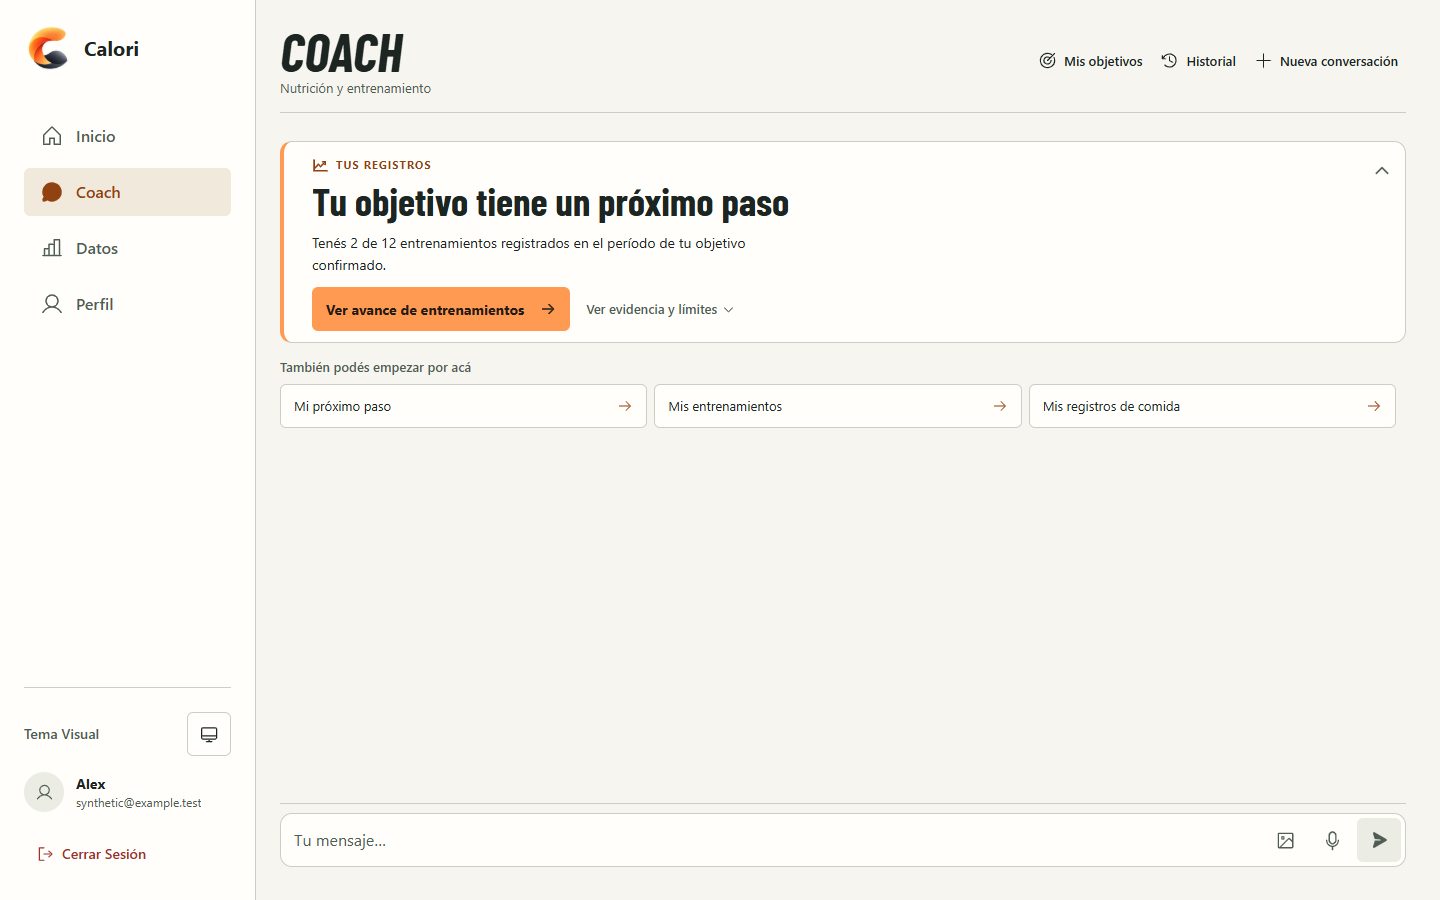 Calori
Inicio
Coach
Datos
Perfil
Tema Visual
Alex
synthetic@example.test
Cerrar Sesión
COACH
Nutrición y entrenamiento
Mis objetivos
Historial
Nueva conversación
TUS REGISTROS
Tu objetivo tiene un próximo paso
Tenés 2 de 12 entrenamientos registrados en el período de tu objetivo
confirmado.
Ver avance de entrenamientos
Ver evidencia y límites
También podés empezar por acá
Mi próximo paso
Mis entrenamientos
Mis registros de comida
Tu mensaje...